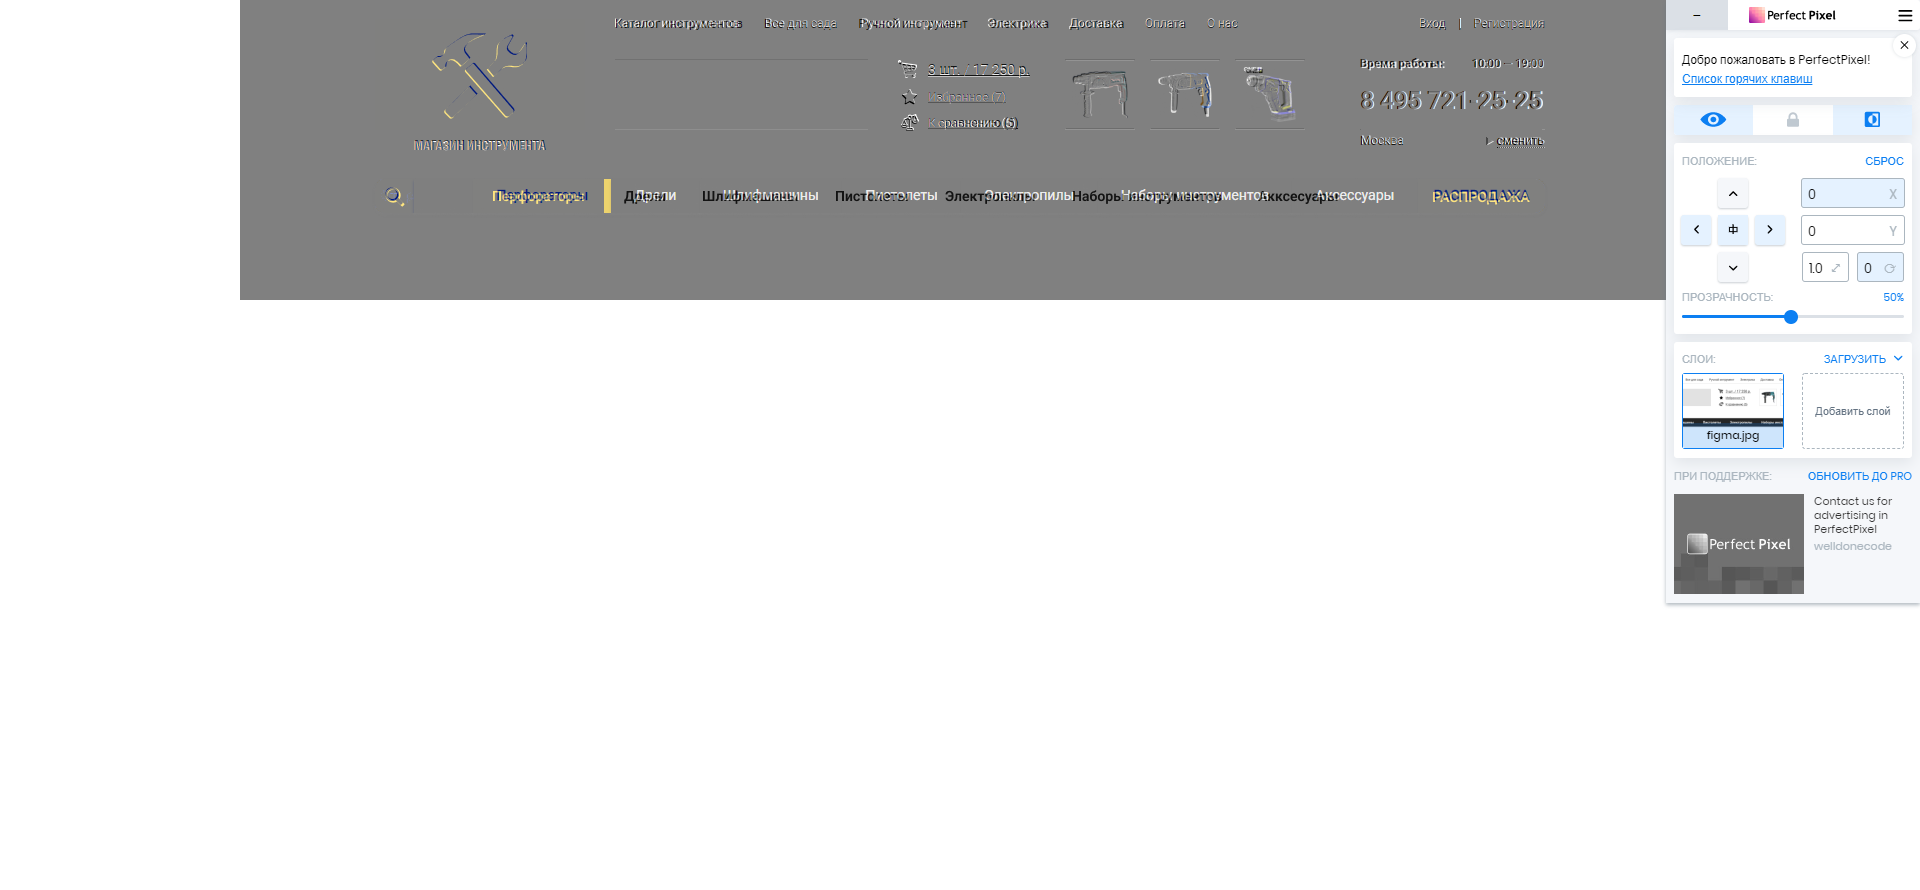 Каталог инструментов Все для сада Ручной инструмент Электрика Доставка Оплата О нас
Вход | Регистрация
3 шт. / 17 250 р.
Избранное (7)
К сравнению (5)
Время работы: 10:00 – 19:00
8 495 721-25-25
Москва сменить
МАГАЗИН ИНСТРУМЕНТА
Перфораторы Дрели Шлифмашины Пистолеты Электропилы Наборы инструментов Аксессуары РАСПРОДАЖА
Perfect Pixel
Добро пожаловать в PerfectPixel!
Список горячих клавиш
ПОЛОЖЕНИЕ: СБРОС
0 X
0 Y
1.0 0
ПРОЗРАЧНОСТЬ: 50%
СЛОИ: ЗАГРУЗИТЬ
figma.jpg
Добавить слой
ПРИ ПОДДЕРЖКЕ: ОБНОВИТЬ ДО PRO
Perfect Pixel
Contact us for
advertising in
PerfectPixel
welldonecode